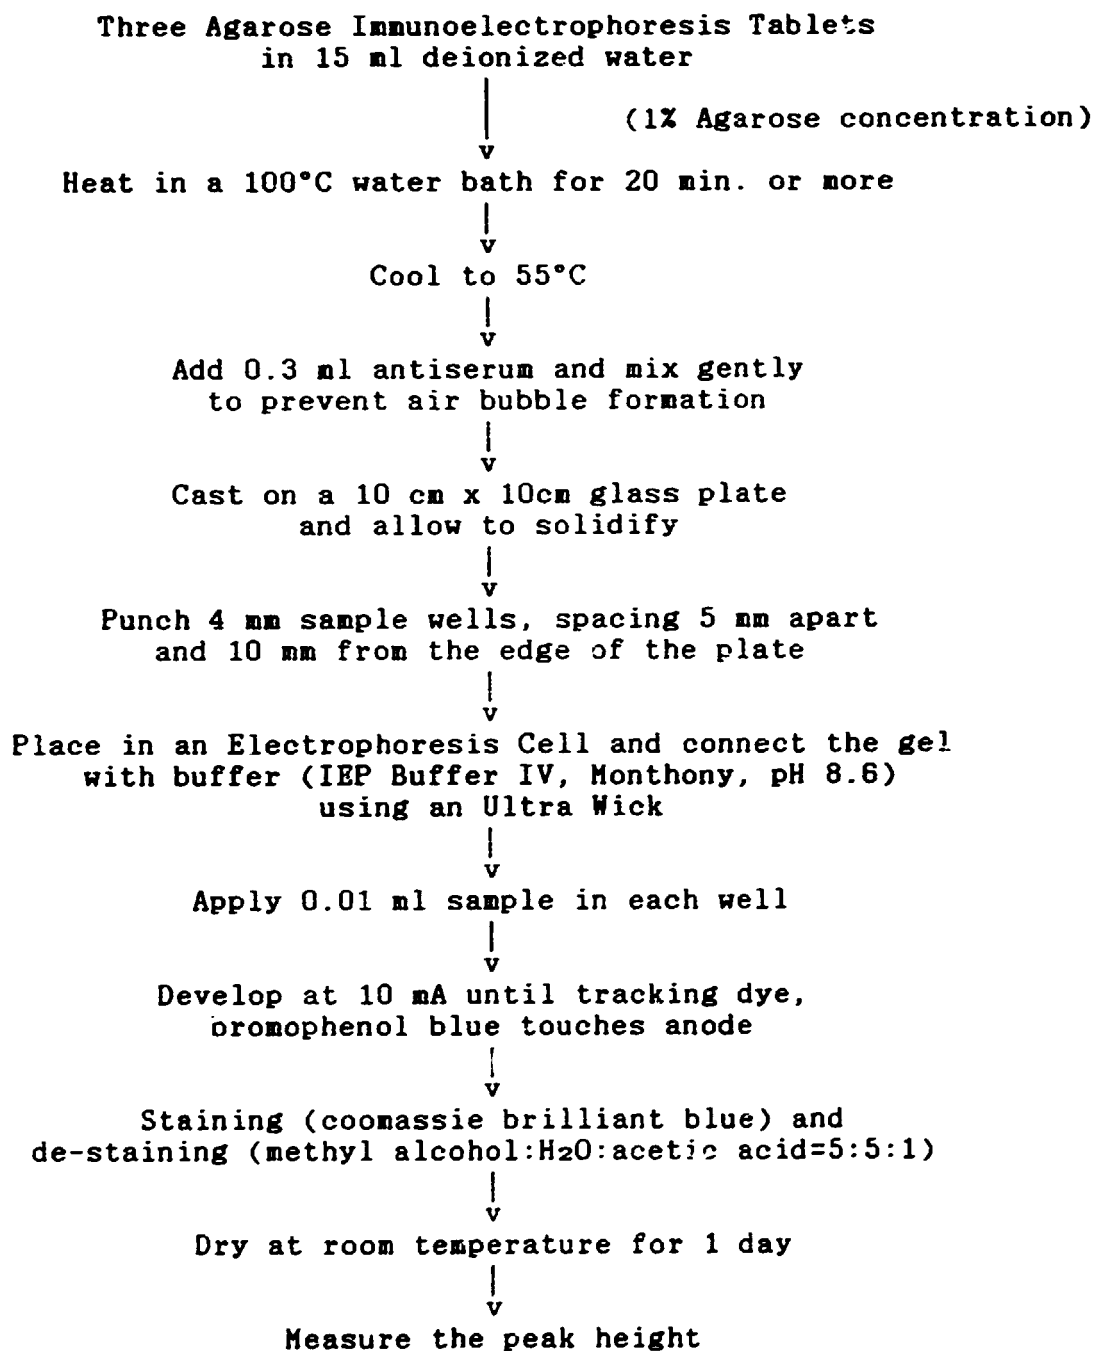 Three Agarose Immunoelectrophoresis Tablets
in 15 ml deionized water
(1% Agarose concentration)
v
Heat in a 100°C water bath for 20 min. or more
v
Cool to 55°C
v
Add 0.3 ml antiserum and mix gently
to prevent air bubble formation
v
Cast on a 10 cm x 10cm glass plate
and allow to solidify
v
Punch 4 mm sample wells, spacing 5 mm apart
and 10 mm from the edge of the plate
v
Place in an Electrophoresis Cell and connect the gel
with buffer (IEP Buffer IV, Monthony, pH 8.6)
using an Ultra Wick
v
Apply 0.01 ml sample in each well
v
Develop at 10 mA until tracking dye,
bromophenol blue touches anode
v
Staining (coomassie brilliant blue) and
de-staining (methyl alcohol:H₂O:acetic acid=5:5:1)
v
Dry at room temperature for 1 day
v
Measure the peak height